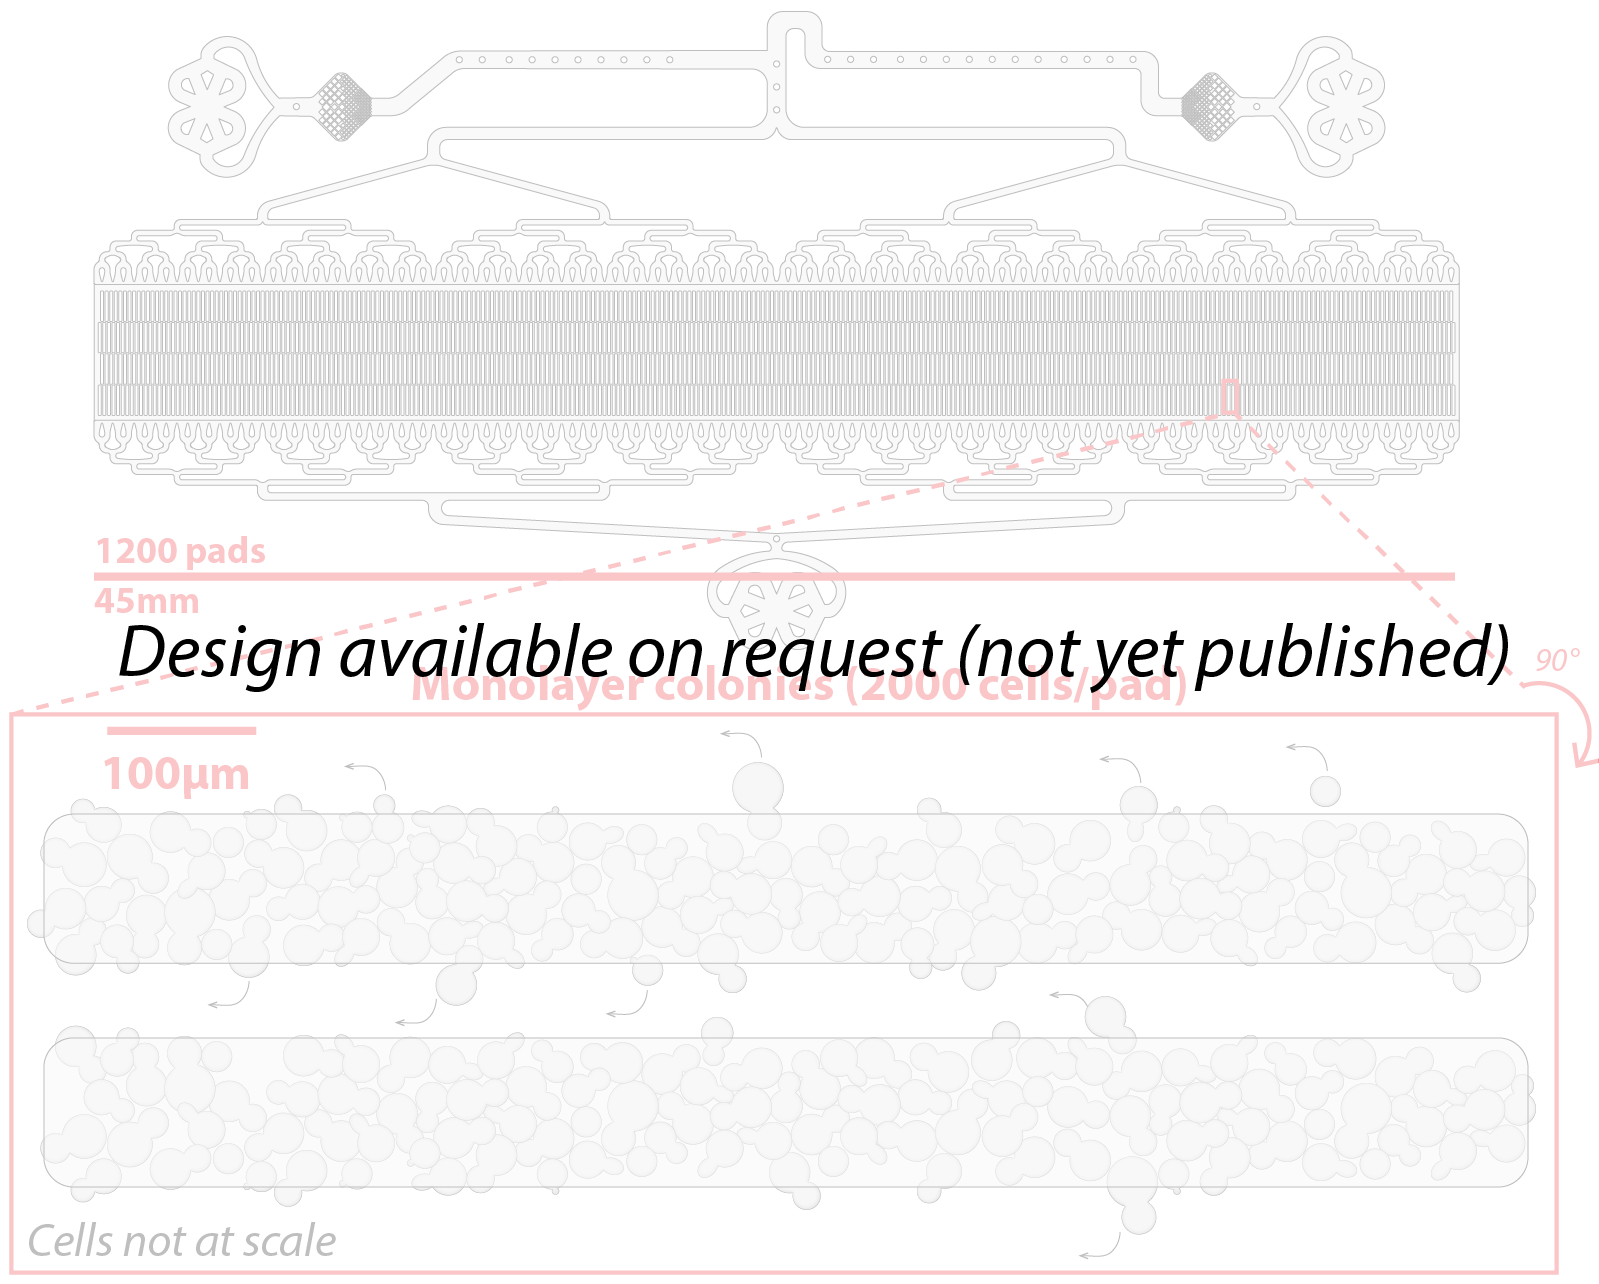 1200 pads
45mm
Design available on request (not yet published)
90°
Monolayer colonies (2000 cells/pad)
100µm
Cells not at scale